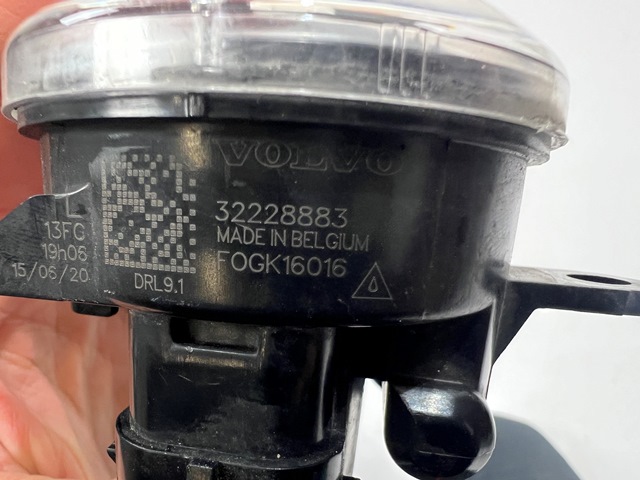 VOLVO
L
13FG
19h06
15/06/20
DRL9.1
32228883
MADE IN BELGIUM
FOGK16016